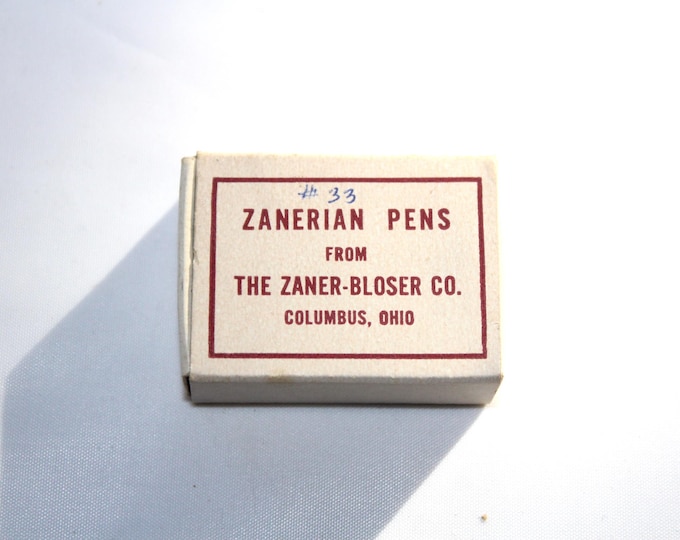 # 33
ZANERIAN PENS
FROM
THE ZANER-BLOSER CO.
COLUMBUS, OHIO